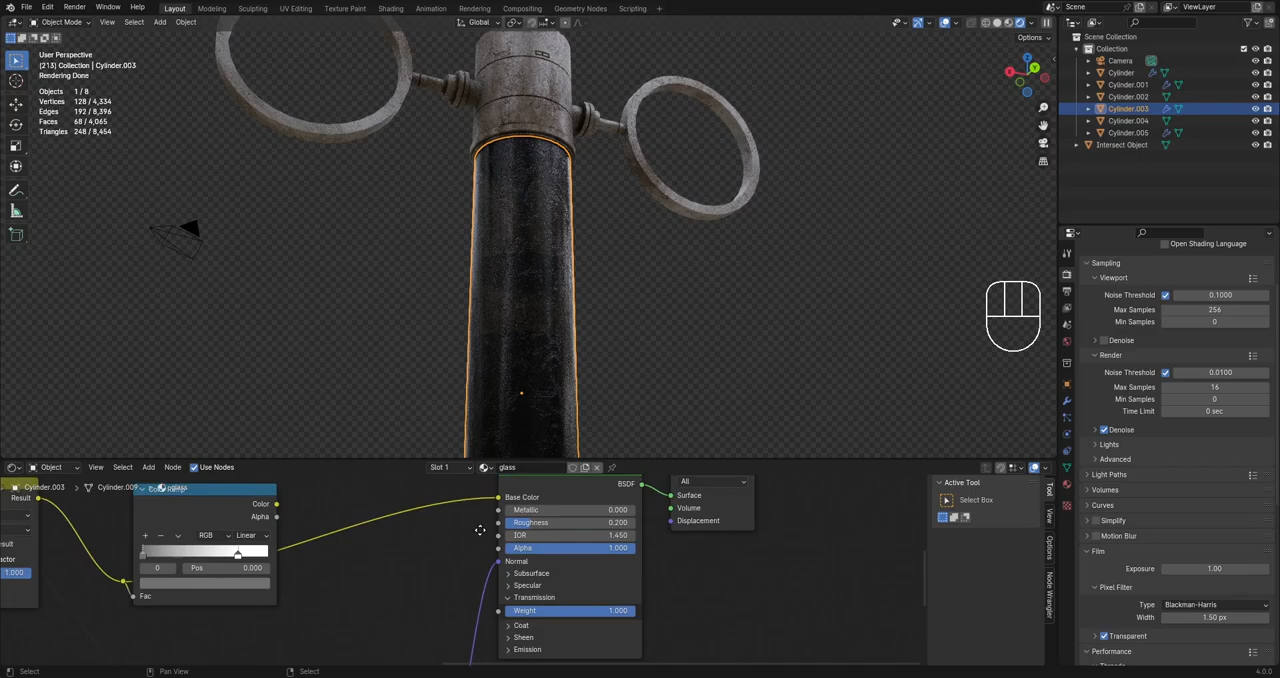 File Edit Render Window Help Layout Modeling Sculpting UV Editing Texture Paint Shading Animation Rendering Compositing Scripting + Scene ViewLayer
Object Mode View Select Add Object Global
Options
User Perspective
(213) Collection | Cylinder.003
Rendering Done
Objects 1 / 8
Vertices 128 / 4,334
Edges 192 / 8,396
Faces 68 / 4,065
Triangles 248 / 8,454
X
Y
Z
Scene Collection
Collection
Camera
Cylinder
Cylinder.001
Cylinder.002
Cylinder.003
Cylinder.004
Cylinder.005
Intersect Object
Open Shading Language
Sampling
Viewport
Noise Threshold 0.1000
Max Samples 256
Min Samples 0
Denoise
Render
Noise Threshold 0.0100
Max Samples 16
Min Samples 0
Time Limit 0 sec
Denoise
Lights
Advanced
Light Paths
Volumes
Curves
Simplify
Motion Blur
Film
Exposure 1.00
Pixel Filter
Type Blackman-Harris
Width 1.50 px
Transparent
Performance
Object View Select Add Node Use Nodes Slot 1 glass
Cylinder.003 glass
Result
1.000
Color
Alpha
+ − RGB Linear
0 Pos 0.000
Fac
BSDF
Base Color
Metallic 0.000
Roughness 0.200
IOR 1.450
Alpha 1.000
Normal
Subsurface
Specular
Transmission
Weight 1.000
Coat
Sheen
Emission
All
Surface
Volume
Displacement
Active Tool
Select Box
Tool
View
Options
Node Wrangler
Select Pan View Select 4.0.0